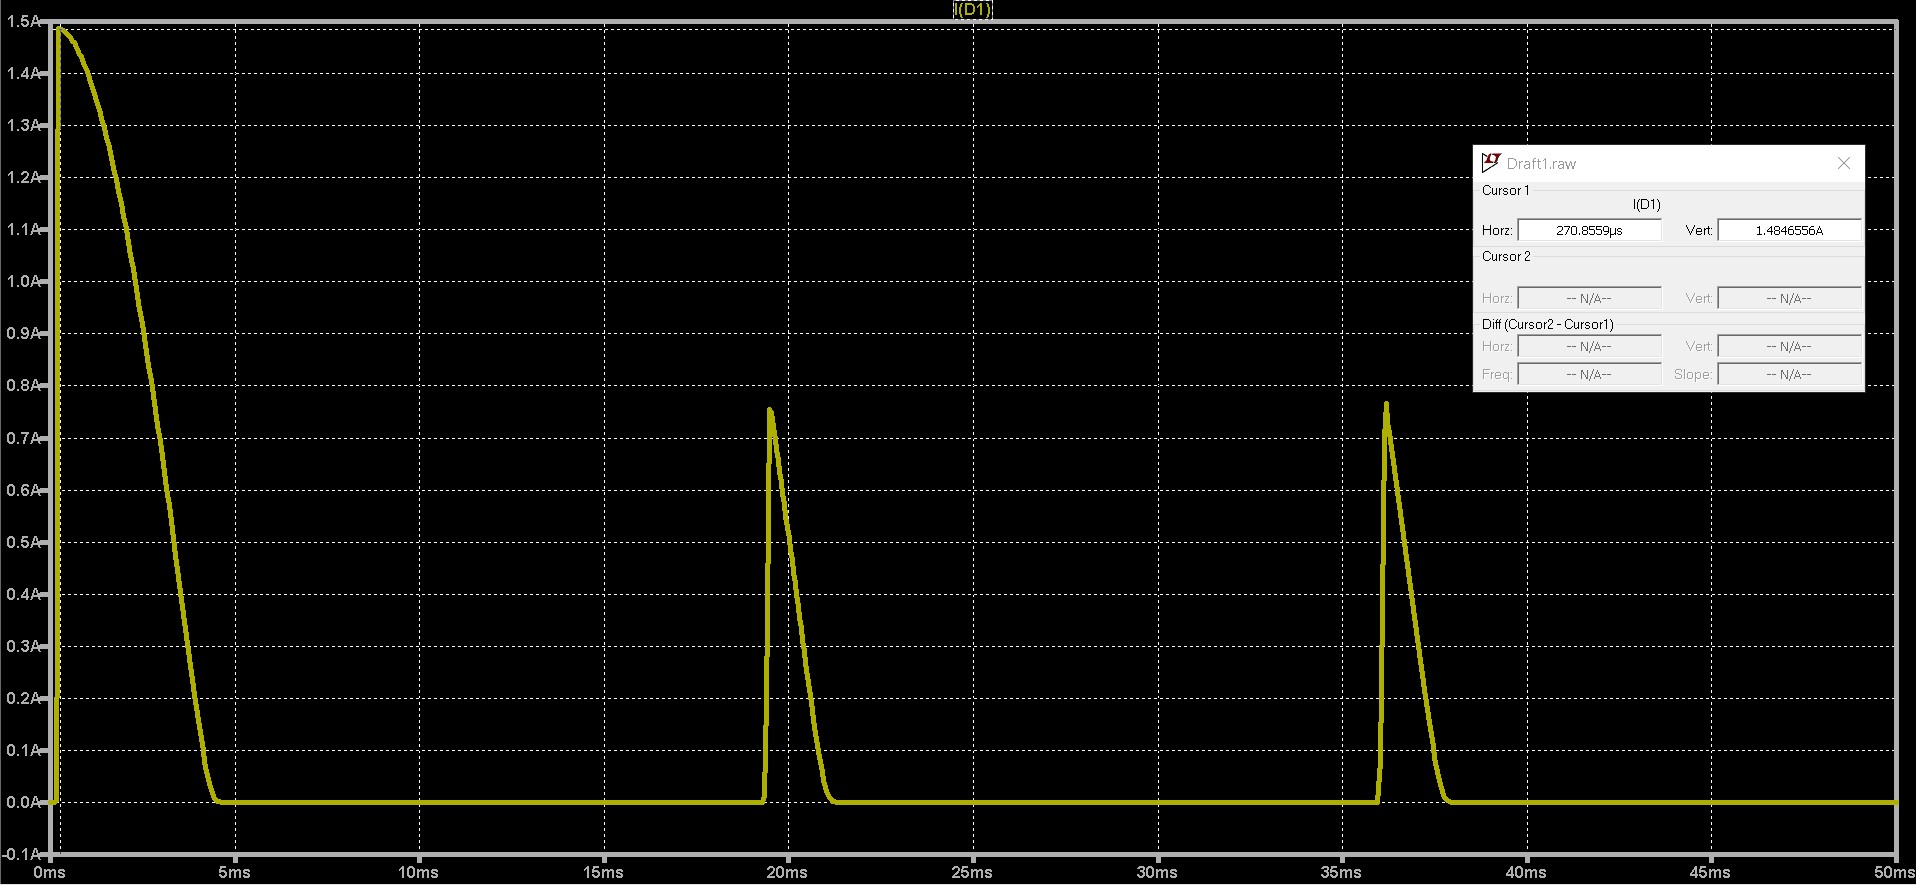 I(D1)
1.5A
1.4A
1.3A
1.2A
1.1A
1.0A
0.9A
0.8A
0.7A
0.6A
0.5A
0.4A
0.3A
0.2A
0.1A
0.0A
-0.1A
0ms 5ms 10ms 15ms 20ms 25ms 30ms 35ms 40ms 45ms 50ms
Draft1.raw
Cursor 1
I(D1)
Horz: 270.8559µs Vert: 1.4846556A
Cursor 2
Horz: -- N/A-- Vert: -- N/A--
Diff (Cursor2 - Cursor1)
Horz: -- N/A-- Vert: -- N/A--
Freq: -- N/A-- Slope: -- N/A--